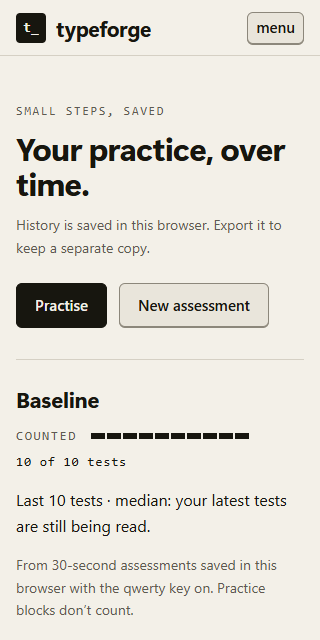 t_ typeforge menu
SMALL STEPS, SAVED
Your practice, over
time.
History is saved in this browser. Export it to
keep a separate copy.
Practise New assessment
Baseline
COUNTED
10 of 10 tests
Last 10 tests · median: your latest tests
are still being read.
From 30-second assessments saved in this
browser with the qwerty key on. Practice
blocks don’t count.